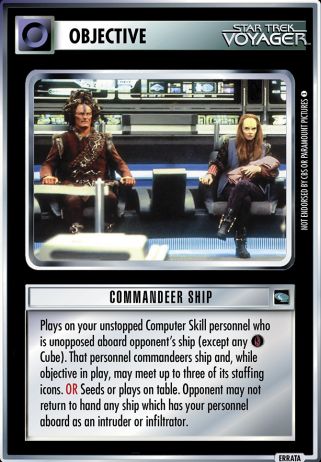 OBJECTIVE
STAR TREK
VOYAGER
NOT ENDORSED BY CBS OR PARAMOUNT PICTURES
COMMANDEER SHIP
Plays on your unstopped Computer Skill personnel who
is unopposed aboard opponent's ship (except any
Cube). That personnel commandeers ship and, while
objective in play, may meet up to three of its staffing
icons. OR Seeds or plays on table. Opponent may not
return to hand any ship which has your personnel
aboard as an intruder or infiltrator.
ERRATA